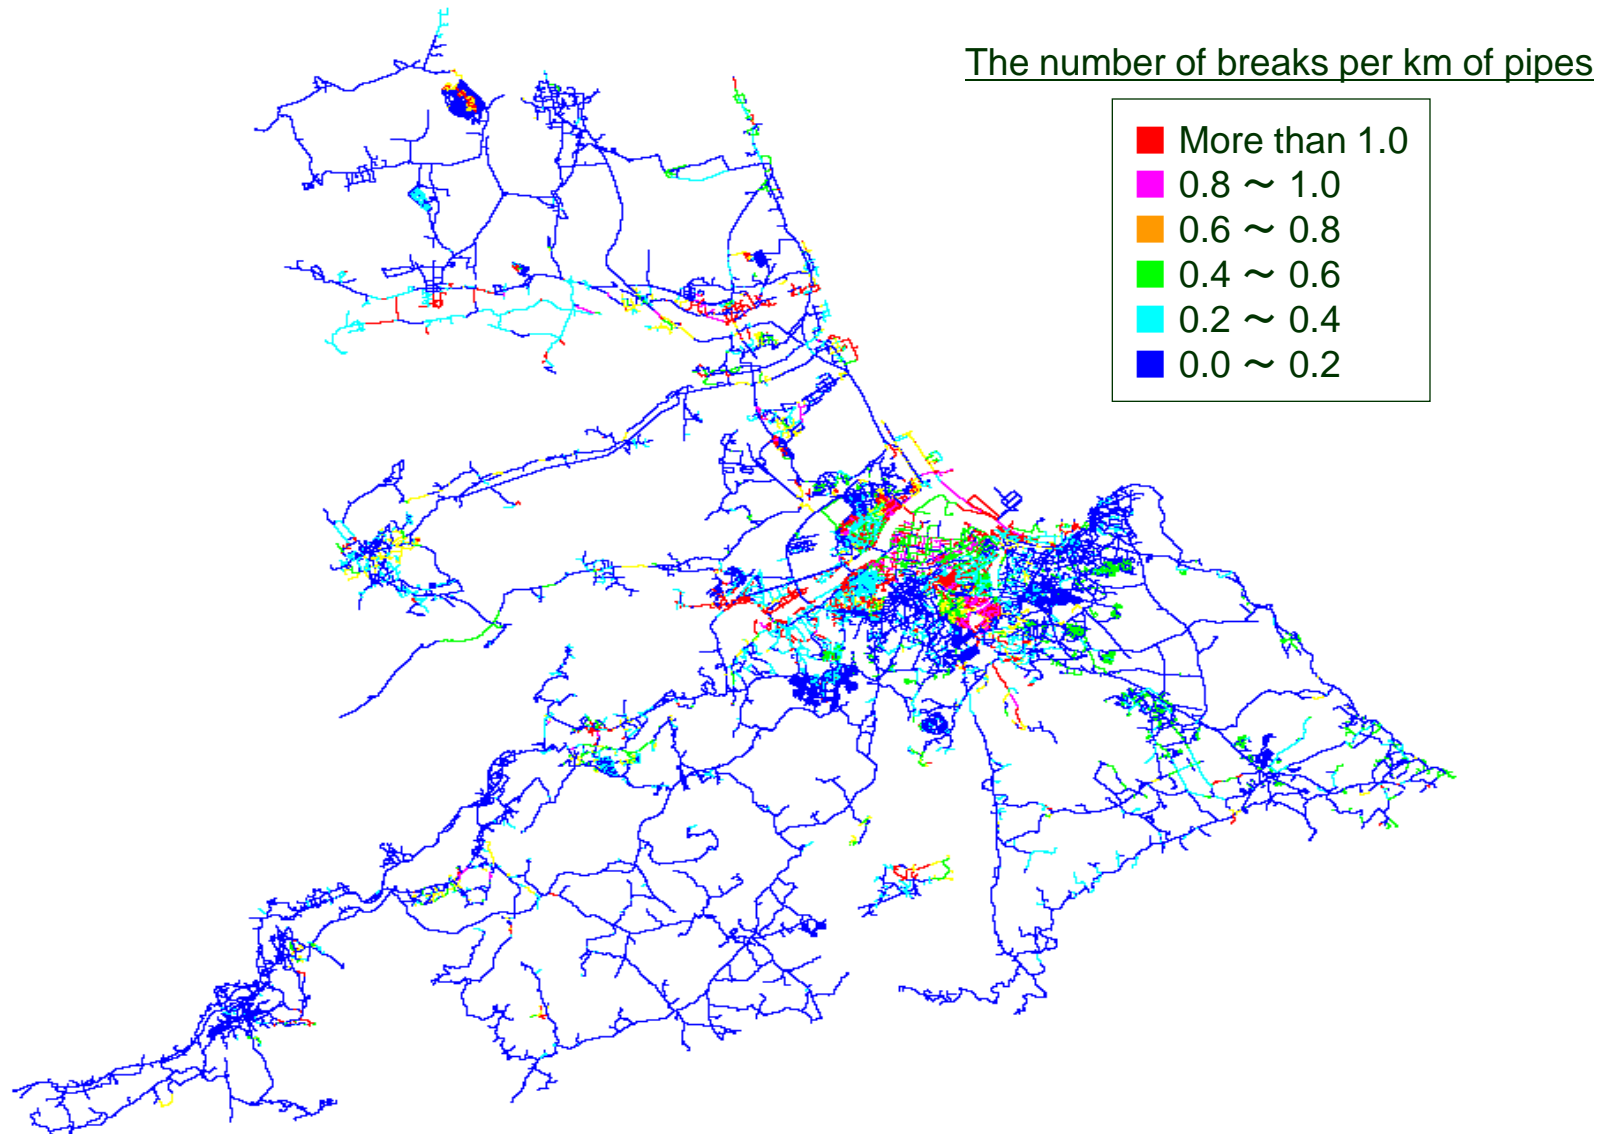 The number of breaks per km of pipes
More than 1.0
0.8 ～ 1.0
0.6 ～ 0.8
0.4 ～ 0.6
0.2 ～ 0.4
0.0 ～ 0.2